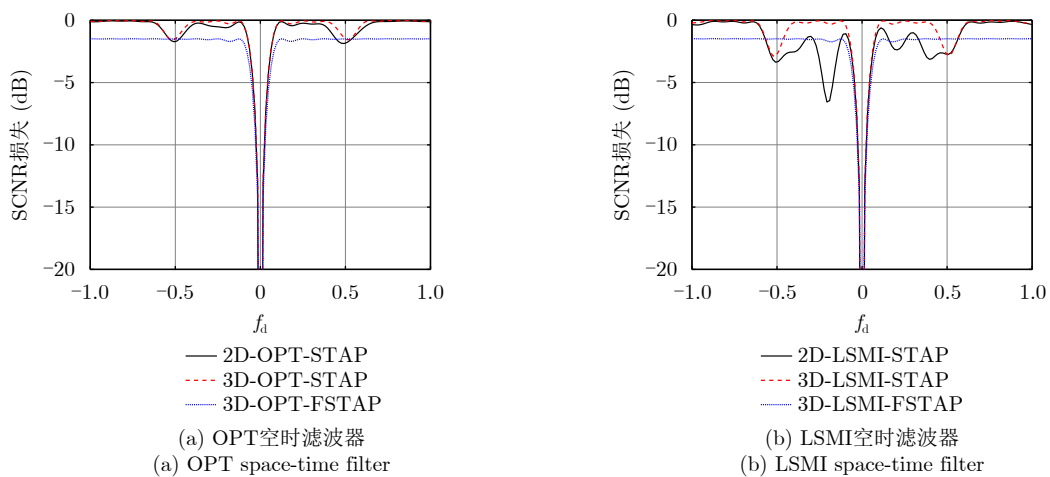 0
−5
−10
−15
−20
SCNR损失 (dB)
−1.0 −0.5 0 0.5 1.0
f_d
2D-OPT-STAP
3D-OPT-STAP
3D-OPT-FSTAP
(a) OPT空时滤波器
(a) OPT space-time filter
0
−5
−10
−15
−20
SCNR损失 (dB)
−1.0 −0.5 0 0.5 1.0
f_d
2D-LSMI-STAP
3D-LSMI-STAP
3D-LSMI-FSTAP
(b) LSMI空时滤波器
(b) LSMI space-time filter